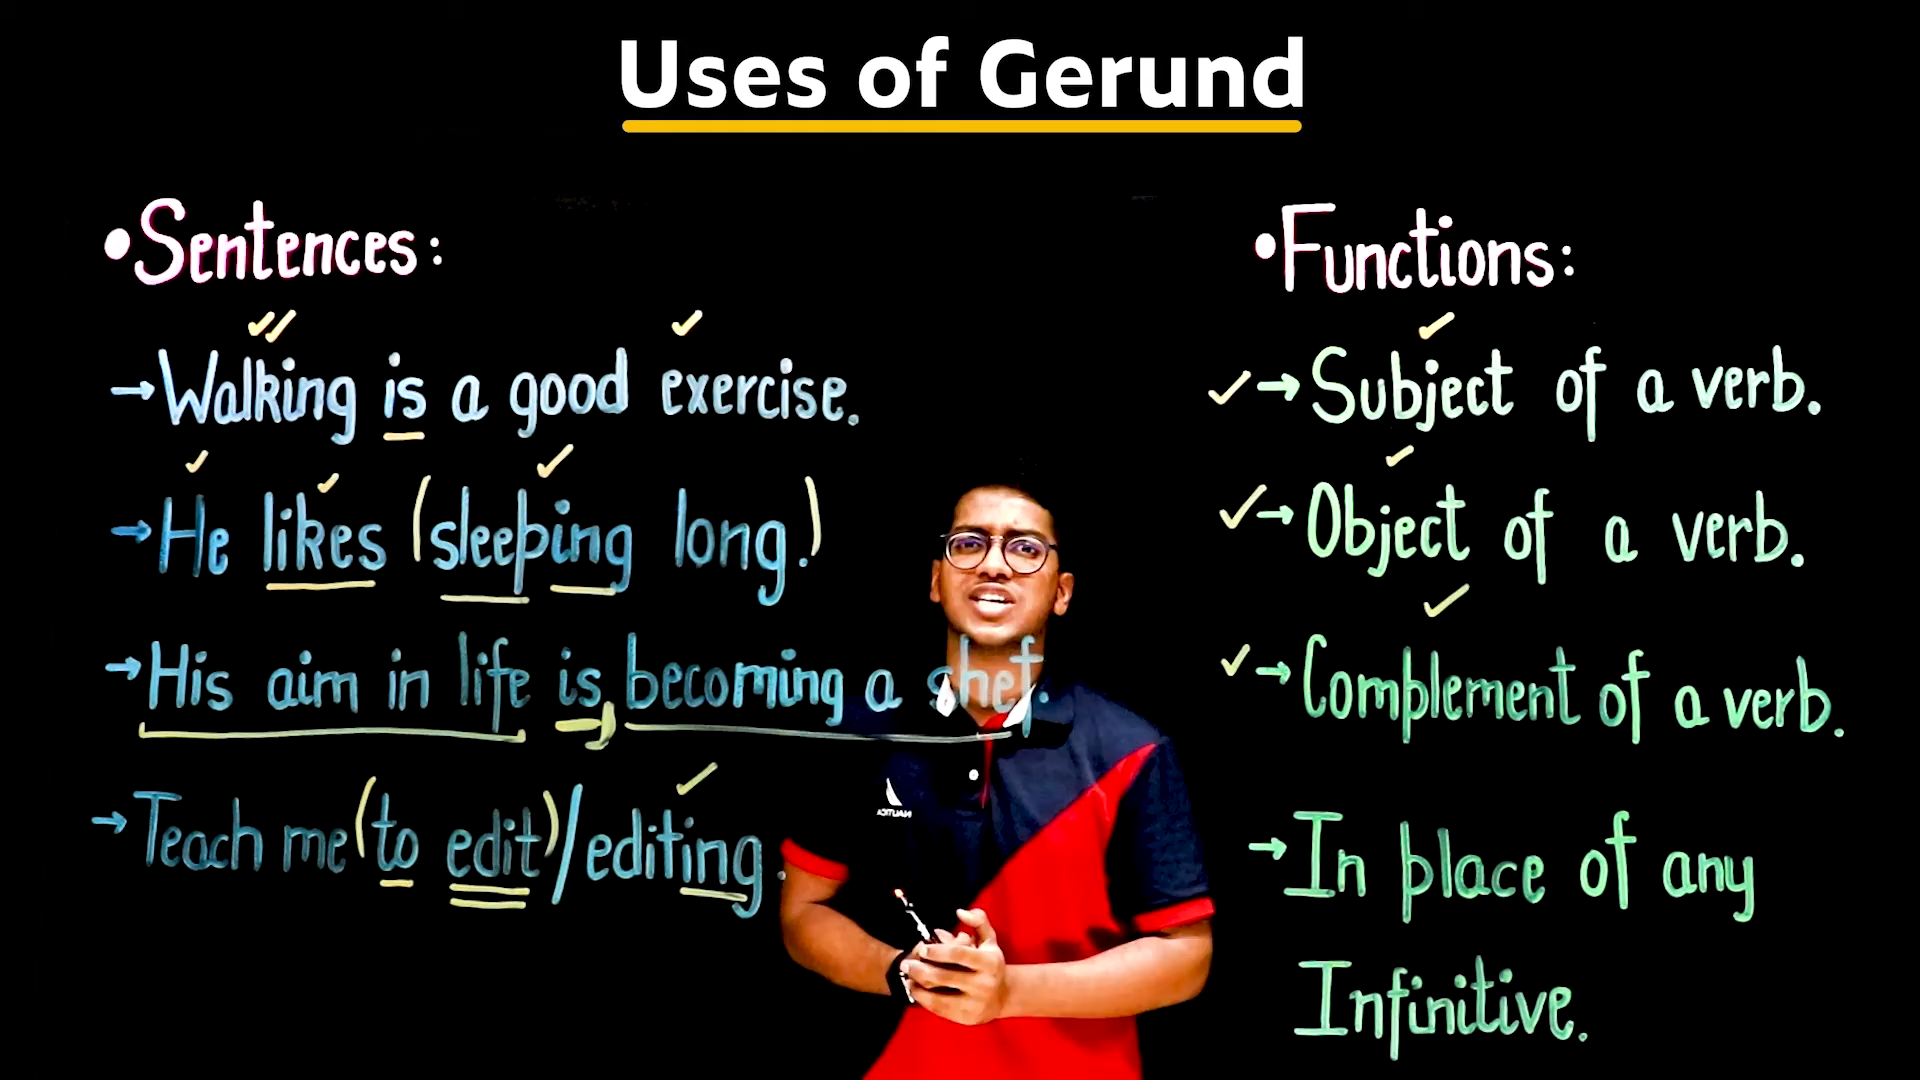 Uses of Gerund
•Sentences:
→Walking is a good exercise.
→He likes (sleeping long.)
→His aim in life is, becoming a shef.
→Teach me (to edit)/editing.
•Functions:
→Subject of a verb.
→Object of a verb.
→Complement of a verb.
→In place of any
Infinitive.
NAUTICA